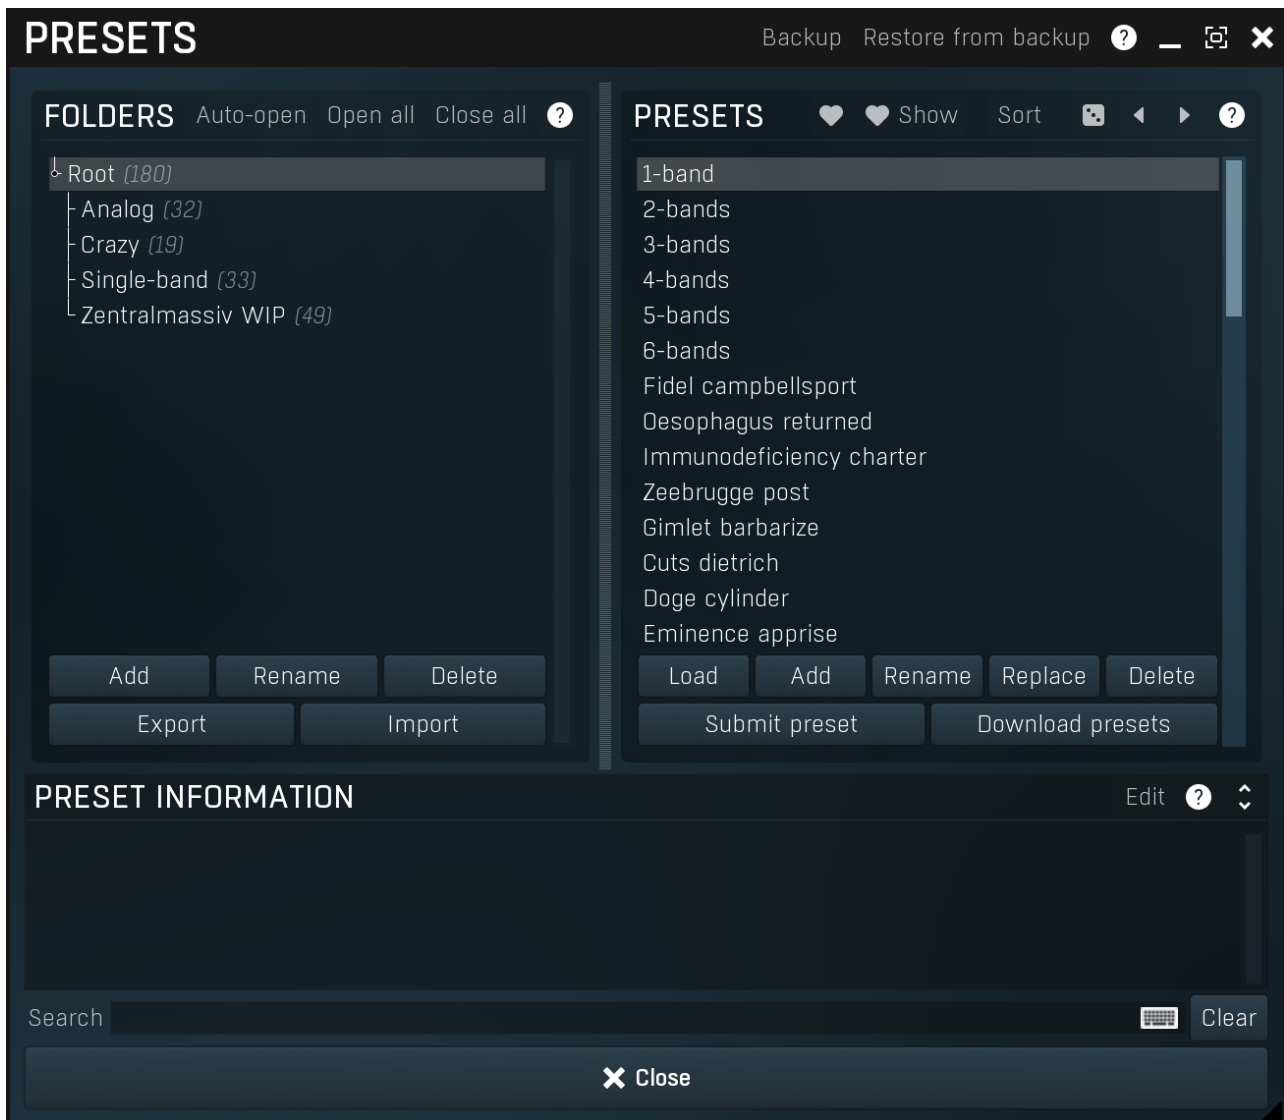 PRESETS Backup Restore from backup ?
FOLDERS Auto-open Open all Close all ?
Root (180)
Analog (32)
Crazy (19)
Single-band (33)
Zentralmassiv WIP (49)
Add Rename Delete
Export Import
PRESETS Show Sort ?
1-band
2-bands
3-bands
4-bands
5-bands
6-bands
Fidel campbellsport
Oesophagus returned
Immunodeficiency charter
Zeebrugge post
Gimlet barbarize
Cuts dietrich
Doge cylinder
Eminence apprise
Load Add Rename Replace Delete
Submit preset Download presets
PRESET INFORMATION Edit ?
Search Clear
Close